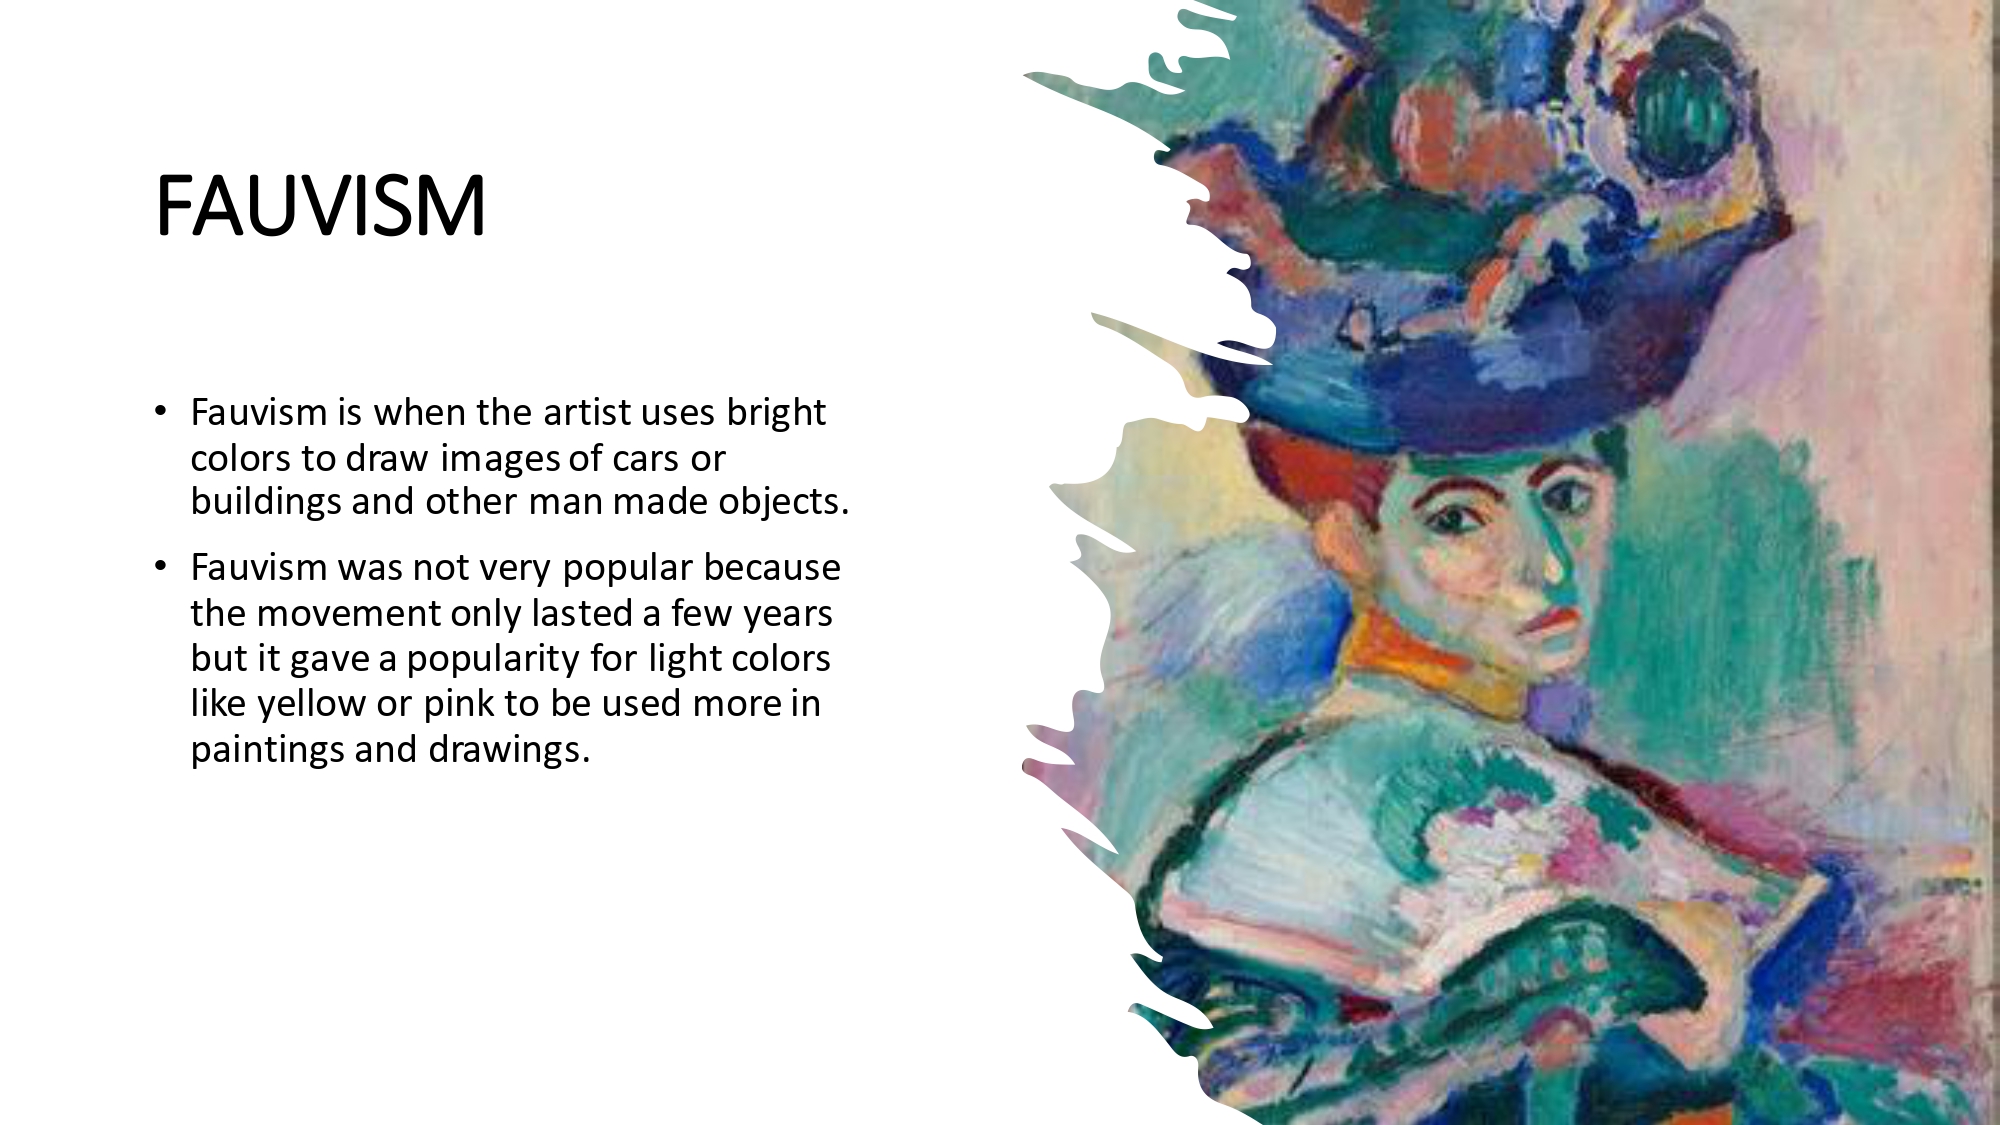 FAUVISM
• Fauvism is when the artist uses bright
colors to draw images of cars or
buildings and other man made objects.
• Fauvism was not very popular because
the movement only lasted a few years
but it gave a popularity for light colors
like yellow or pink to be used more in
paintings and drawings.